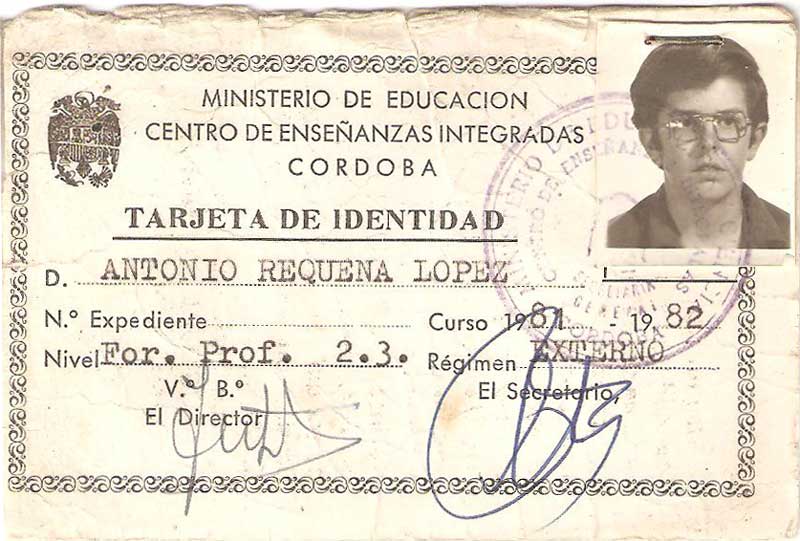 MINISTERIO DE EDUCACION
CENTRO DE ENSEÑANZAS INTEGRADAS
CORDOBA
TARJETA DE IDENTIDAD
D. ANTONIO REQUENA LOPEZ
N.º Expediente
Curso 1981 - 1982
Nivel For. Prof. 2.3.
Régimen EXTERNO
V.º B.º
El Director
El Secretario,